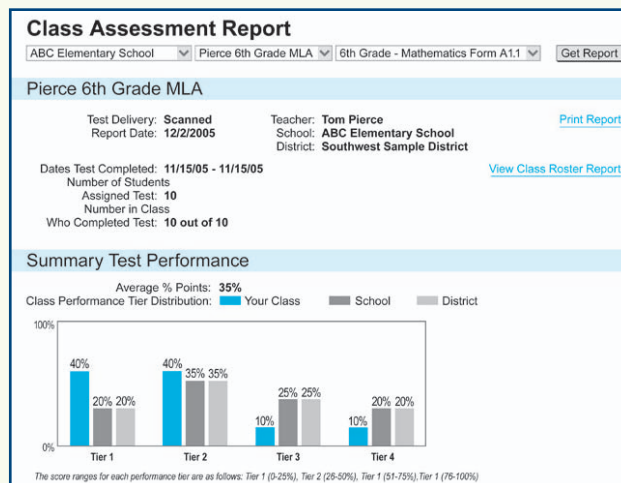 Class Assessment Report
ABC Elementary School Pierce 6th Grade MLA 6th Grade - Mathematics Form A1.1 Get Report
Pierce 6th Grade MLA
Test Delivery: Scanned Teacher: Tom Pierce Print Report
Report Date: 12/2/2005 School: ABC Elementary School
District: Southwest Sample District
Dates Test Completed: 11/15/05 - 11/15/05 View Class Roster Report
Number of Students
Assigned Test: 10
Number in Class
Who Completed Test: 10 out of 10
Summary Test Performance
Average % Points: 35%
Class Performance Tier Distribution: Your Class School District
100%
40% 40%
35% 35%
20% 20% 25% 25% 20% 20%
10% 10%
0%
Tier 1 Tier 2 Tier 3 Tier 4
The score ranges for each performance tier are as follows: Tier 1 (0-25%), Tier 2 (26-50%), Tier 1 (51-75%), Tier 1 (76-100%)